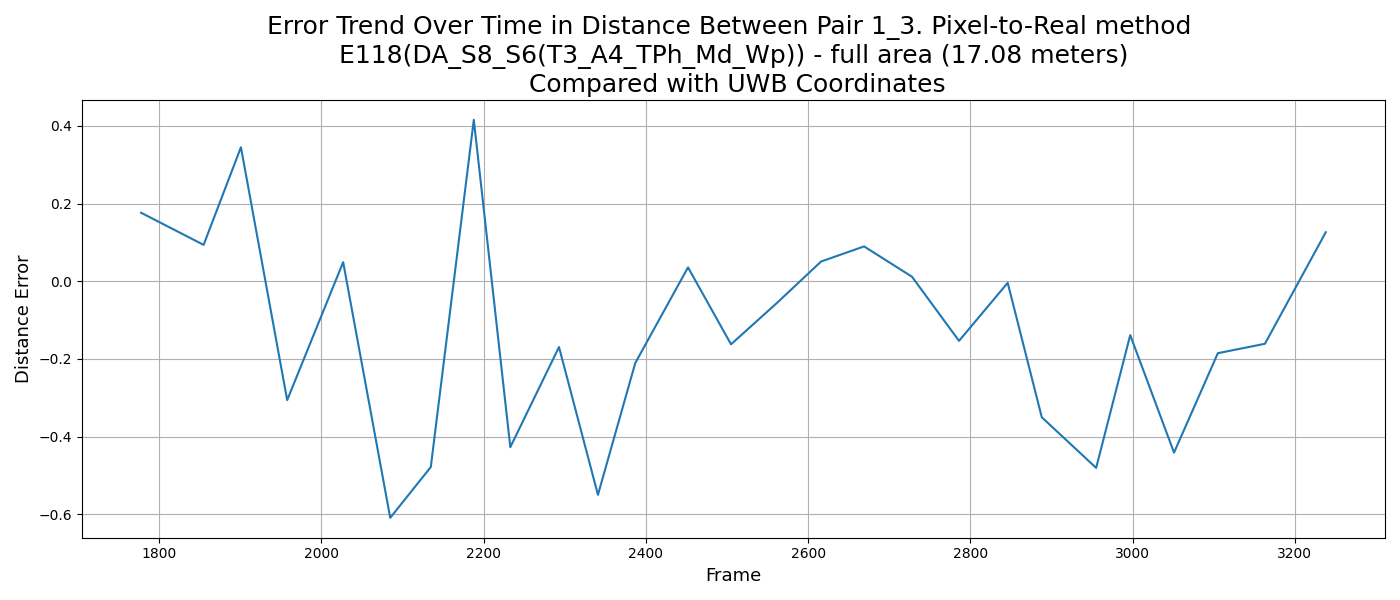 Error Trend Over Time in Distance Between Pair 1_3. Pixel-to-Real method
E118(DA_S8_S6(T3_A4_TPh_Md_Wp)) - full area (17.08 meters)
Compared with UWB Coordinates
Distance Error
0.4
0.2
0.0
−0.2
−0.4
−0.6
1800 2000 2200 2400 2600 2800 3000 3200
Frame